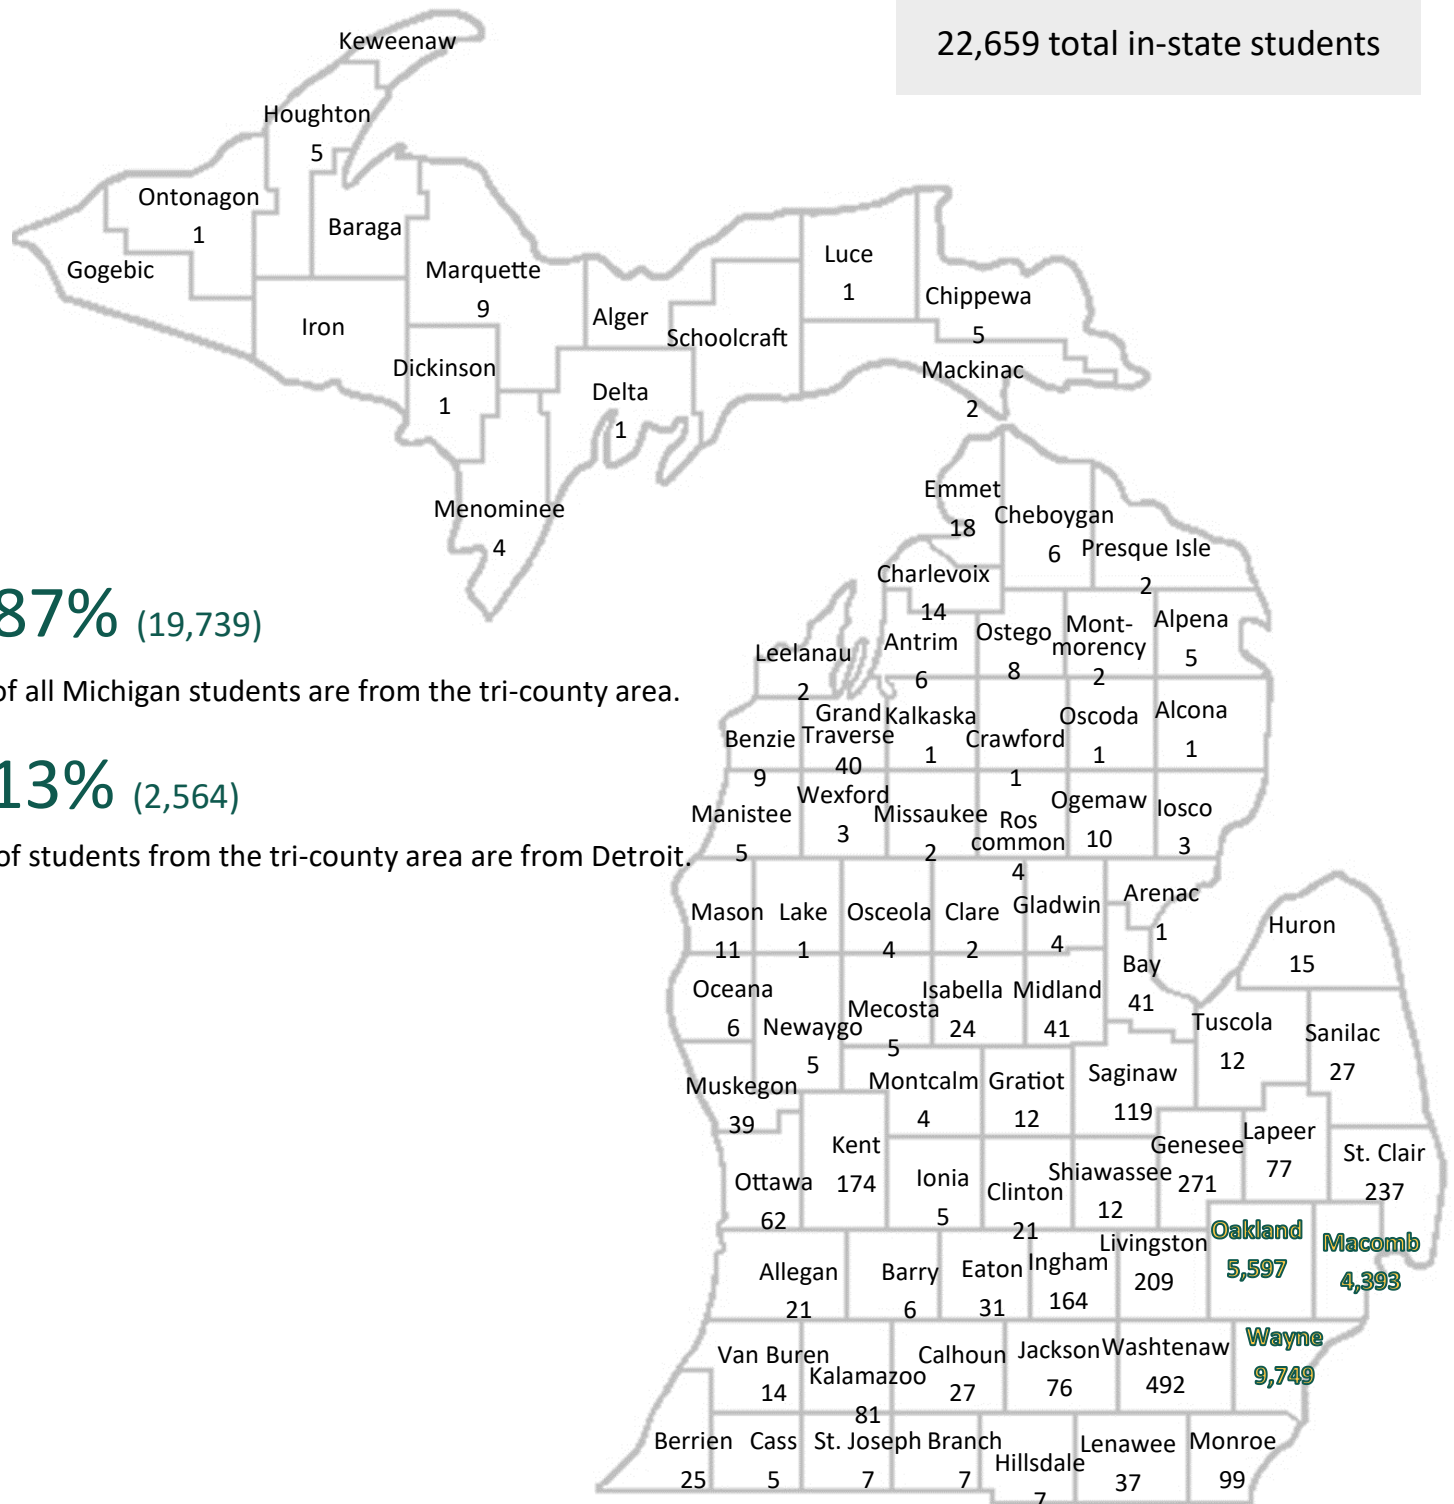 22,659 total in-state students
Keweenaw
Houghton
5
Ontonagon
1
Baraga
Gogebic
Marquette
9
Iron
Alger
Luce
1
Chippewa
5
Schoolcraft
Dickinson
1
Delta
1
Mackinac
2
Menominee
4
Emmet
18
Cheboygan
6
Presque Isle
2
87% (19,739)
of all Michigan students are from the tri-county area.
13% (2,564)
of students from the tri-county area are from Detroit.
Charlevoix
14
Leelanau
2
Antrim
6
Ostego
8
Mont-
morency
2
Alpena
5
Benzie
9
Grand
Traverse
40
Kalkaska
1
Crawford
1
Oscoda
1
Alcona
1
Manistee
5
Wexford
3
Missaukee
2
Ros
common
4
Ogemaw
10
Iosco
3
Mason
11
Lake
1
Osceola
4
Clare
2
Gladwin
4
Arenac
1
Huron
15
Oceana
6
Newaygo
5
Mecosta
5
Isabella
24
Midland
41
Bay
41
Tuscola
12
Sanilac
27
Muskegon
39
Montcalm
4
Gratiot
12
Saginaw
119
Kent
174
Genesee
271
Lapeer
77
St. Clair
237
Ottawa
62
Ionia
5
Clinton
21
Shiawassee
12
Allegan
21
Barry
6
Eaton
31
Ingham
164
Livingston
209
Oakland
5,597
Macomb
4,393
Van Buren
14
Kalamazoo
81
Calhoun
27
Jackson
76
Washtenaw
492
Wayne
9,749
Berrien
25
Cass
5
St. Joseph
7
Branch
7
Hillsdale
7
Lenawee
37
Monroe
99